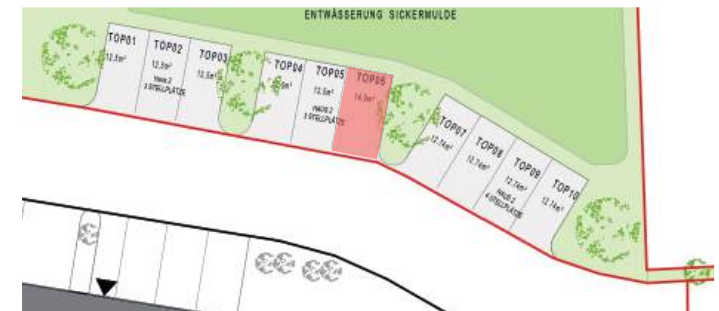 ENTWÄSSERUNG SICKERMULDE
TOP01
12,5m²
TOP02
12,5m²
HAUS 2
3 STELLPLÄTZE
TOP03
12,5m²
TOP04
TOP05
12,5m²
HAUS 2
3 STELLPLÄTZE
TOP06
14,0m²
TOP07
12,74m²
TOP08
12,74m²
TOP09
12,74m²
HAUS 2
4 STELLPLÄTZE
TOP10
12,74m²